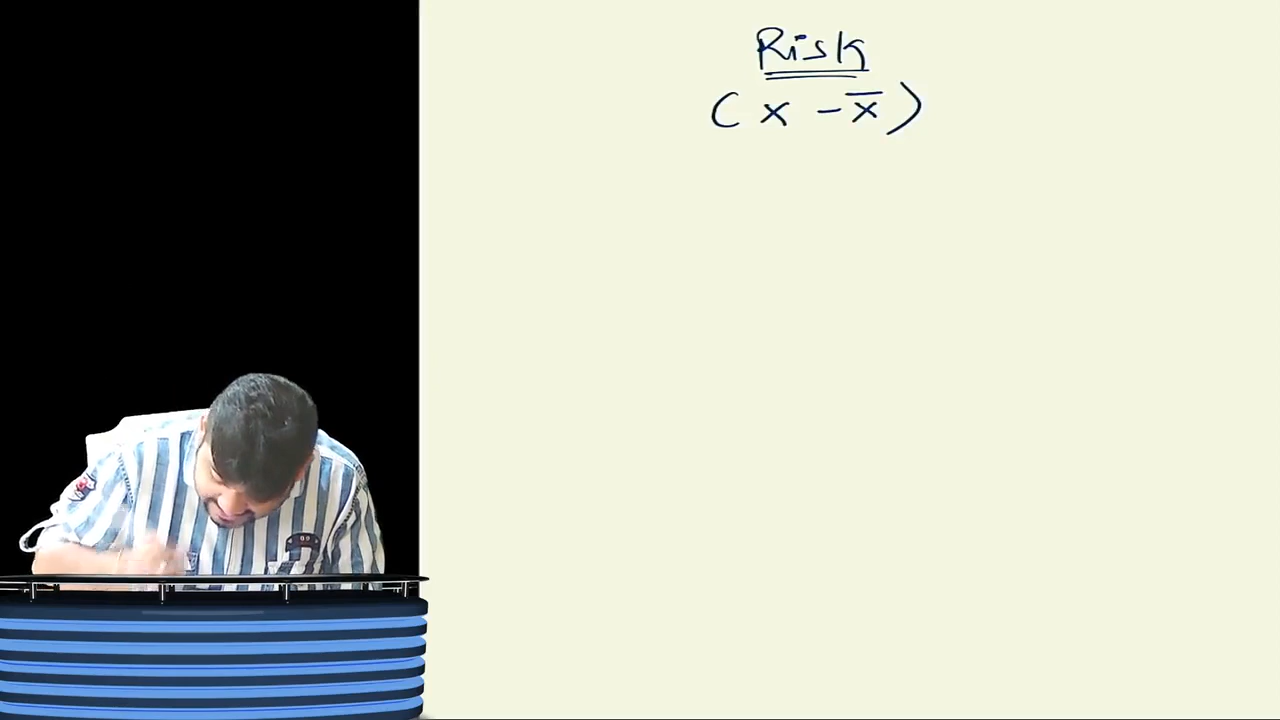 Risk
(x - x̄)